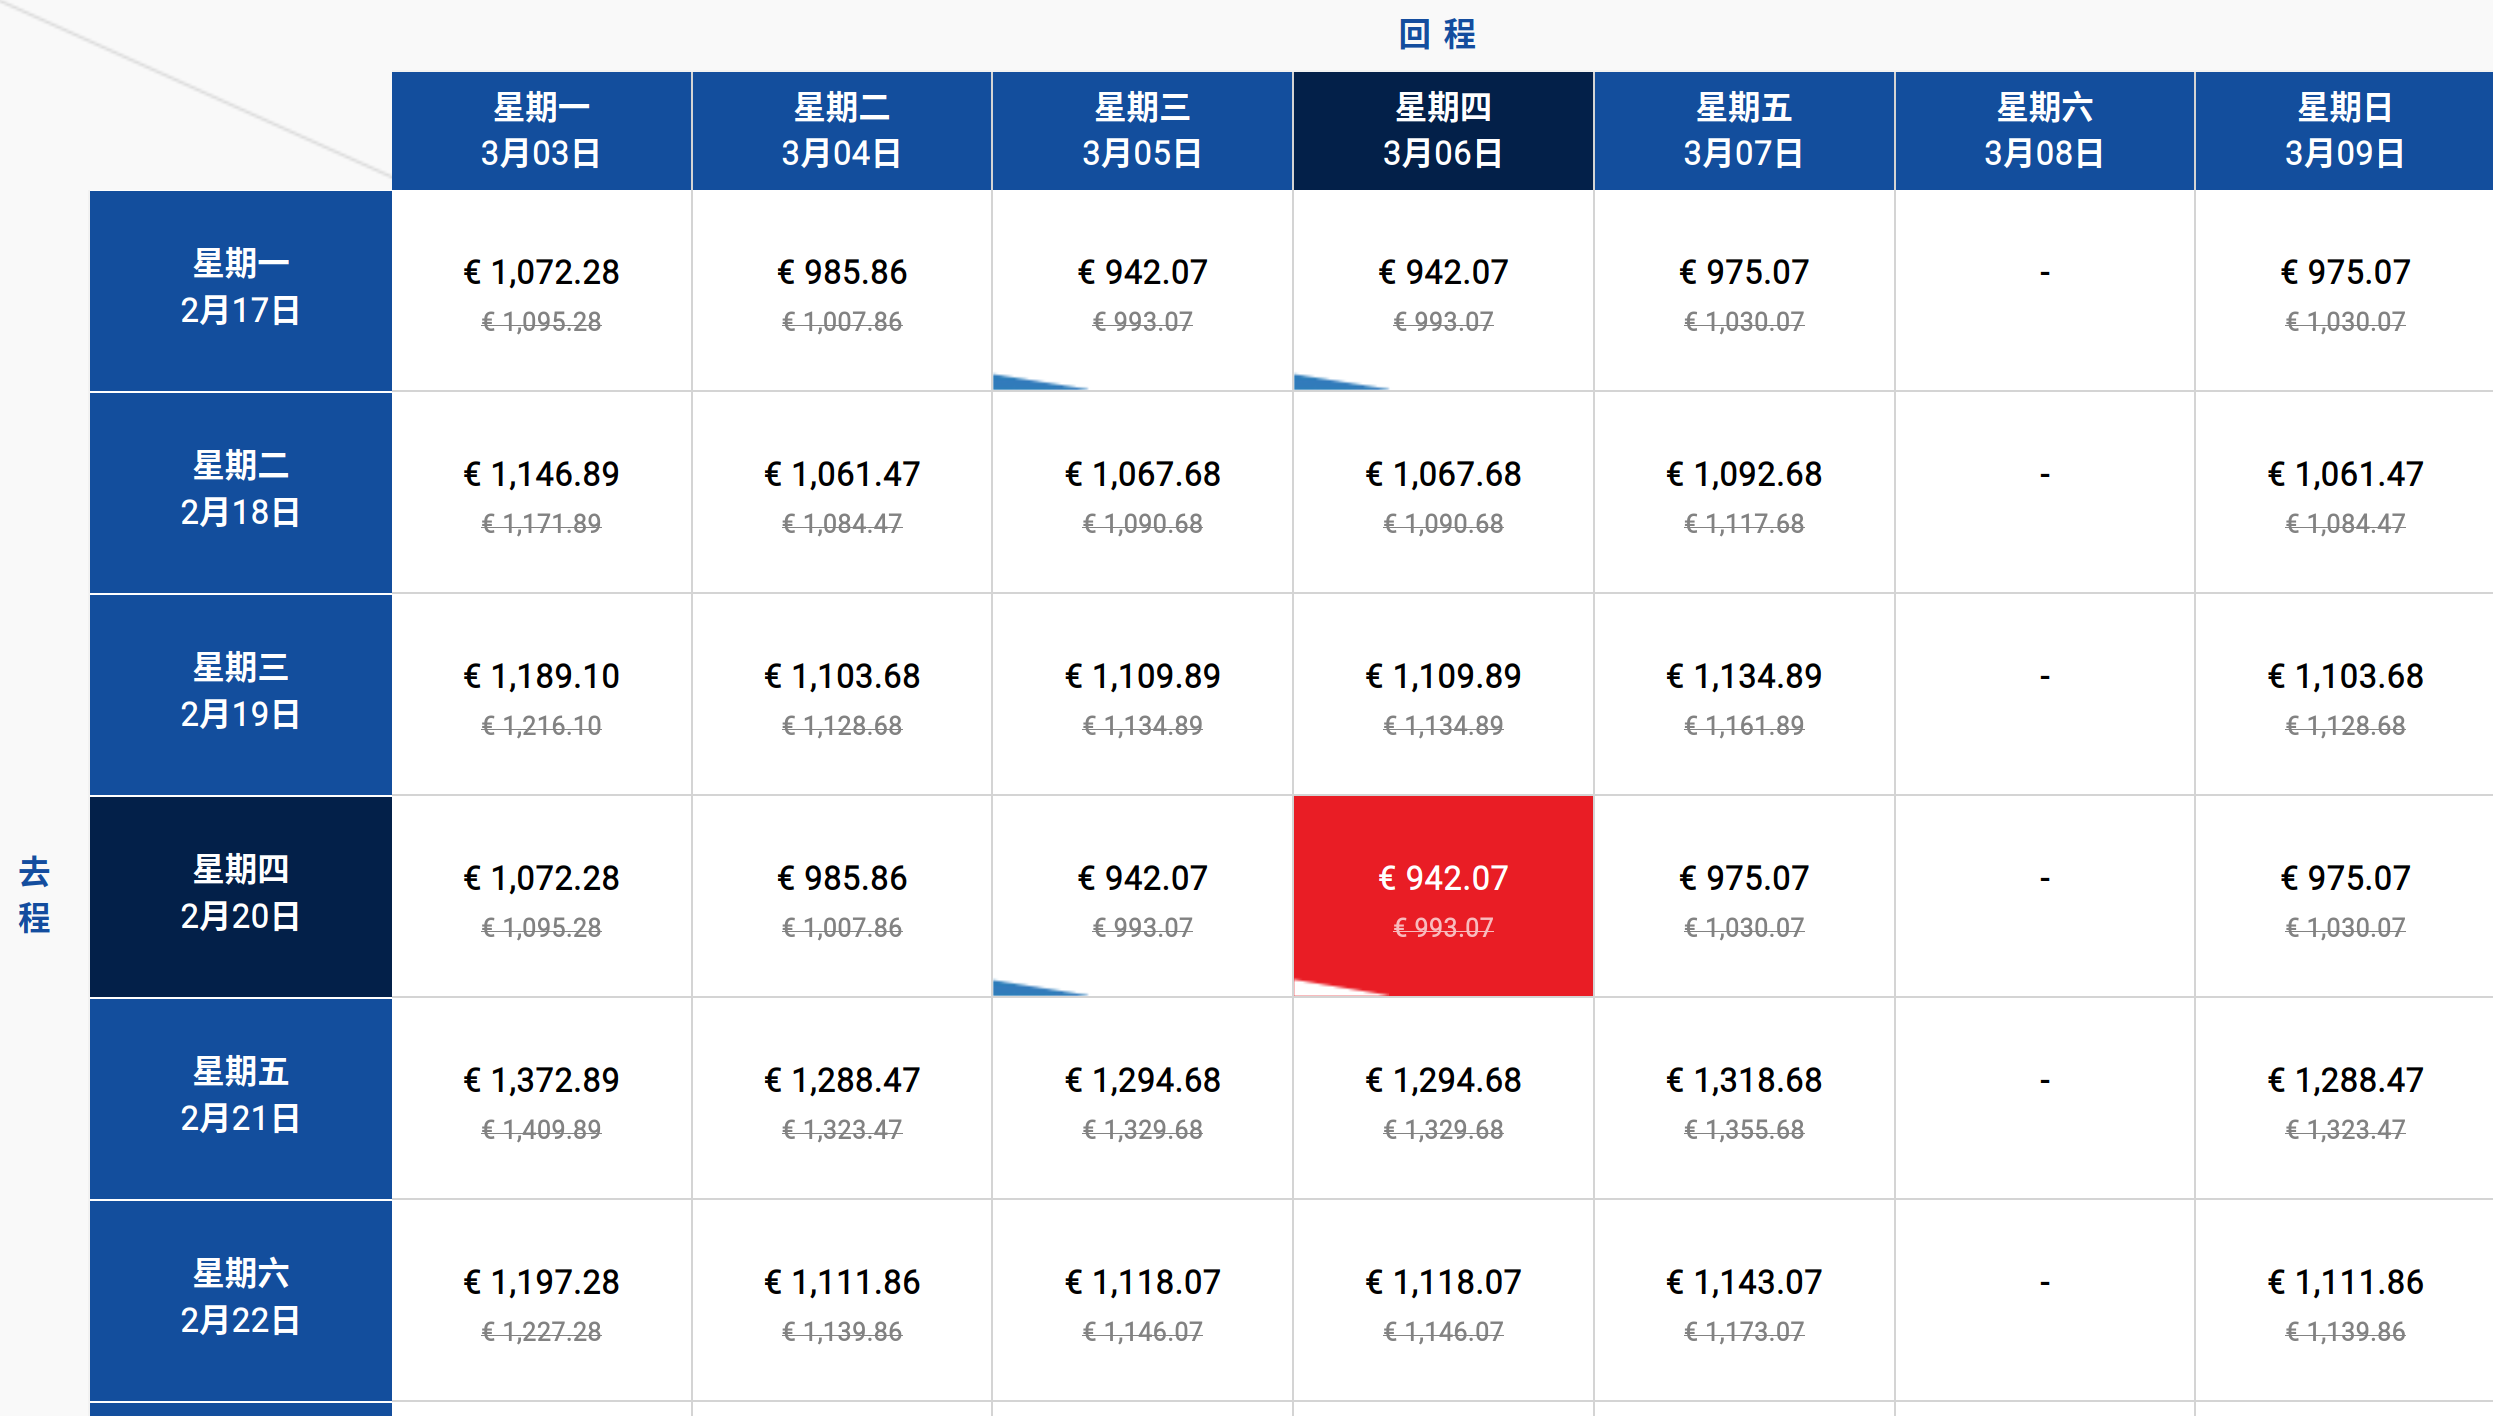 回程
星期一 星期二 星期三 星期四 星期五 星期六 星期日
3月03日 3月04日 3月05日 3月06日 3月07日 3月08日 3月09日
星期一
2月17日
€ 1,072.28 € 985.86 € 942.07 € 942.07 € 975.07 - € 975.07
€ 1,095.28 € 1,007.86 € 993.07 € 993.07 € 1,030.07 € 1,030.07
星期二
2月18日
€ 1,146.89 € 1,061.47 € 1,067.68 € 1,067.68 € 1,092.68 - € 1,061.47
€ 1,171.89 € 1,084.47 € 1,090.68 € 1,090.68 € 1,117.68 € 1,084.47
星期三
2月19日
€ 1,189.10 € 1,103.68 € 1,109.89 € 1,109.89 € 1,134.89 - € 1,103.68
€ 1,216.10 € 1,128.68 € 1,134.89 € 1,134.89 € 1,161.89 € 1,128.68
去程
星期四
2月20日
€ 1,072.28 € 985.86 € 942.07 € 942.07 € 975.07 - € 975.07
€ 1,095.28 € 1,007.86 € 993.07 € 993.07 € 1,030.07 € 1,030.07
星期五
2月21日
€ 1,372.89 € 1,288.47 € 1,294.68 € 1,294.68 € 1,318.68 - € 1,288.47
€ 1,409.89 € 1,323.47 € 1,329.68 € 1,329.68 € 1,355.68 € 1,323.47
星期六
2月22日
€ 1,197.28 € 1,111.86 € 1,118.07 € 1,118.07 € 1,143.07 - € 1,111.86
€ 1,227.28 € 1,139.86 € 1,146.07 € 1,146.07 € 1,173.07 € 1,139.86